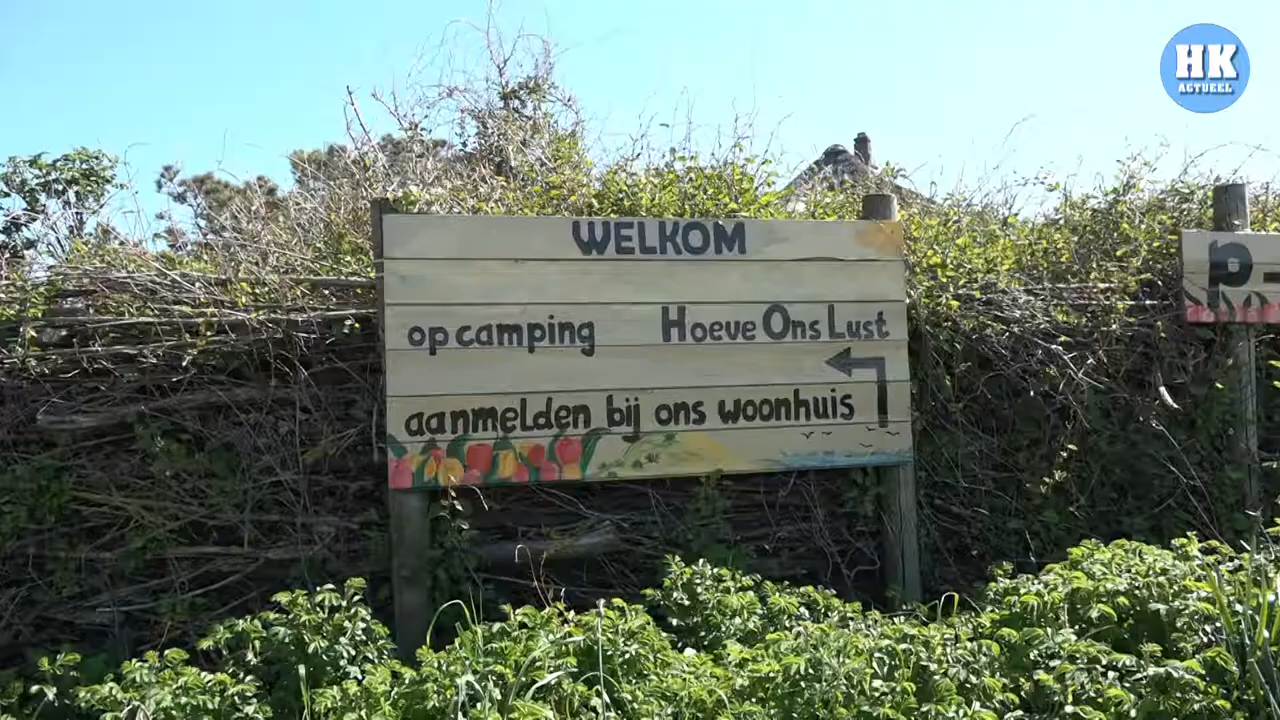 HK
ACTUEEL
WELKOM
op camping Hoeve Ons Lust
aanmelden bij ons woonhuis
p-